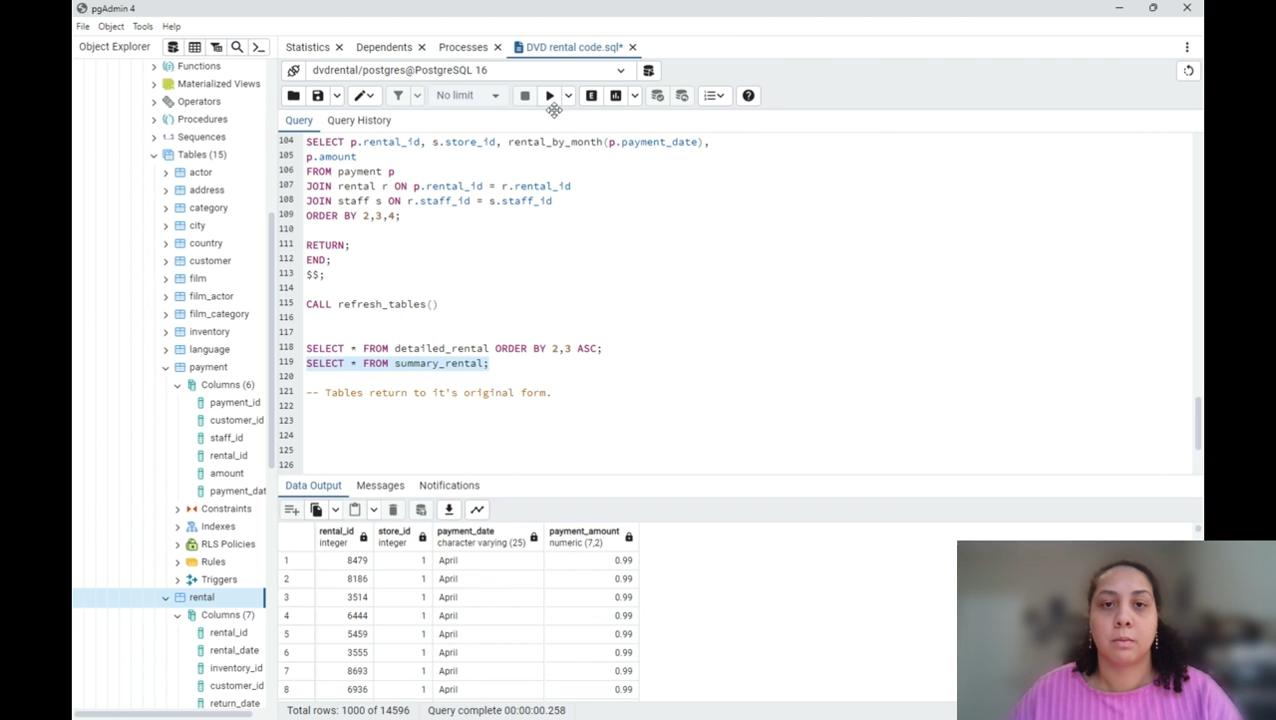 pgAdmin 4
File Object Tools Help
Object Explorer
Statistics Dependents Processes DVD rental code.sql*
dvdrental/postgres@PostgreSQL 16
No limit
Query Query History
Functions
Materialized Views
Operators
Procedures
Sequences
Tables (15)
actor
address
category
city
country
customer
film
film_actor
film_category
inventory
language
payment
Columns (6)
payment_id
customer_id
staff_id
rental_id
amount
payment_dat
Constraints
Indexes
RLS Policies
Rules
Triggers
rental
Columns (7)
rental_id
rental_date
inventory_id
customer_id
return_date
104 SELECT p.rental_id, s.store_id, rental_by_month(p.payment_date),
105 p.amount
106 FROM payment p
107 JOIN rental r ON p.rental_id = r.rental_id
108 JOIN staff s ON r.staff_id = s.staff_id
109 ORDER BY 2,3,4;
110
111 RETURN;
112 END;
113 $$;
114
115 CALL refresh_tables()
116
117
118 SELECT * FROM detailed_rental ORDER BY 2,3 ASC;
119 SELECT * FROM summary_rental;
120
121 -- Tables return to it's original form.
122
123
124
125
126
Data Output Messages Notifications
rental_id store_id payment_date payment_amount
integer integer character varying (25) numeric (7,2)
1 8479 1 April 0.99
2 8186 1 April 0.99
3 3514 1 April 0.99
4 6444 1 April 0.99
5 5459 1 April 0.99
6 3555 1 April 0.99
7 8693 1 April 0.99
8 6936 1 April 0.99
Total rows: 1000 of 14596 Query complete 00:00:00.258